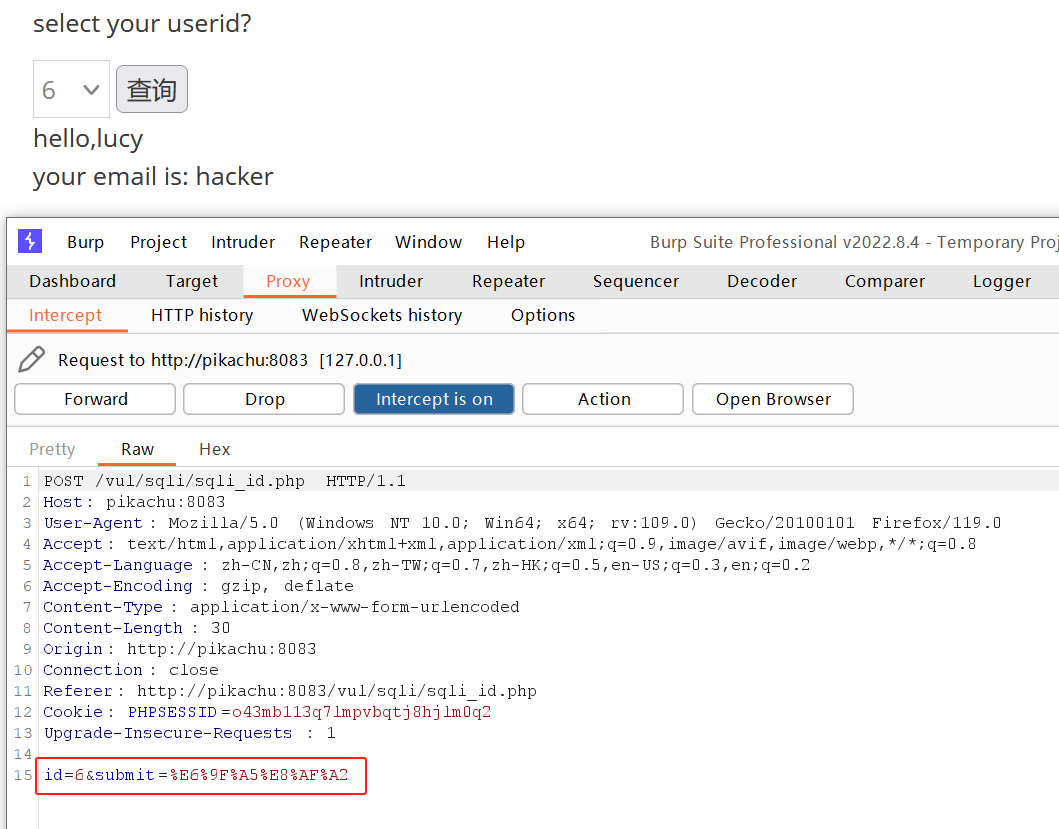 select your userid?
6 查询
hello,lucy
your email is: hacker
Burp Project Intruder Repeater Window Help Burp Suite Professional v2022.8.4 - Temporary Proj
Dashboard Target Proxy Intruder Repeater Sequencer Decoder Comparer Logger
Intercept HTTP history WebSockets history Options
Request to http://pikachu:8083 [127.0.0.1]
Forward Drop Intercept is on Action Open Browser
Pretty Raw Hex
1 POST /vul/sqli/sqli_id.php HTTP/1.1
2 Host: pikachu:8083
3 User-Agent: Mozilla/5.0 (Windows NT 10.0; Win64; x64; rv:109.0) Gecko/20100101 Firefox/119.0
4 Accept: text/html,application/xhtml+xml,application/xml;q=0.9,image/avif,image/webp,*/*;q=0.8
5 Accept-Language: zh-CN,zh;q=0.8,zh-TW;q=0.7,zh-HK;q=0.5,en-US;q=0.3,en;q=0.2
6 Accept-Encoding: gzip, deflate
7 Content-Type: application/x-www-form-urlencoded
8 Content-Length: 30
9 Origin: http://pikachu:8083
10 Connection: close
11 Referer: http://pikachu:8083/vul/sqli/sqli_id.php
12 Cookie: PHPSESSID=o43mb113q7lmpvbqtj8hjlm0q2
13 Upgrade-Insecure-Requests: 1
14
15 id=6&submit=%E6%9F%A5%E8%AF%A2